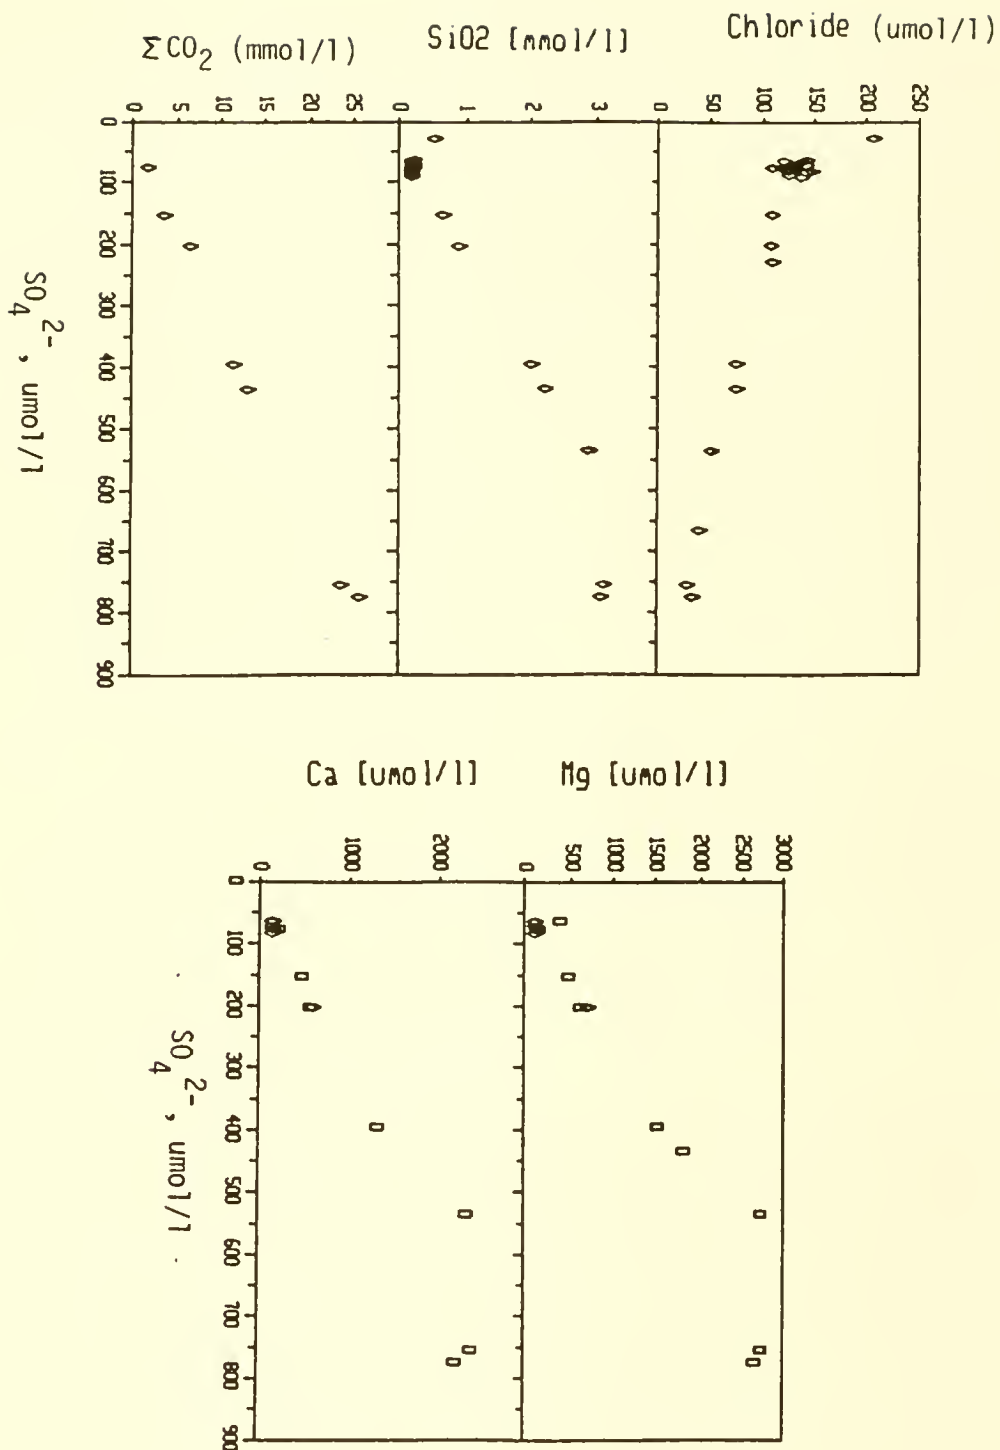 ΣCO2 (mmol/l)
SiO2 [mmol/l]
Chloride (umol/l)
0 5 10 15 20 25
0 1 2 3
0 50 100 150 200 250
0
100
200
300
400
500
600
700
800
900
SO4 2-, umol/l
Ca [umol/l]
Mg [umol/l]
0 1000 2000
0 500 1000 1500 2000 2500 3000
0
100
200
300
400
500
600
700
800
900
SO4 2-, umol/l